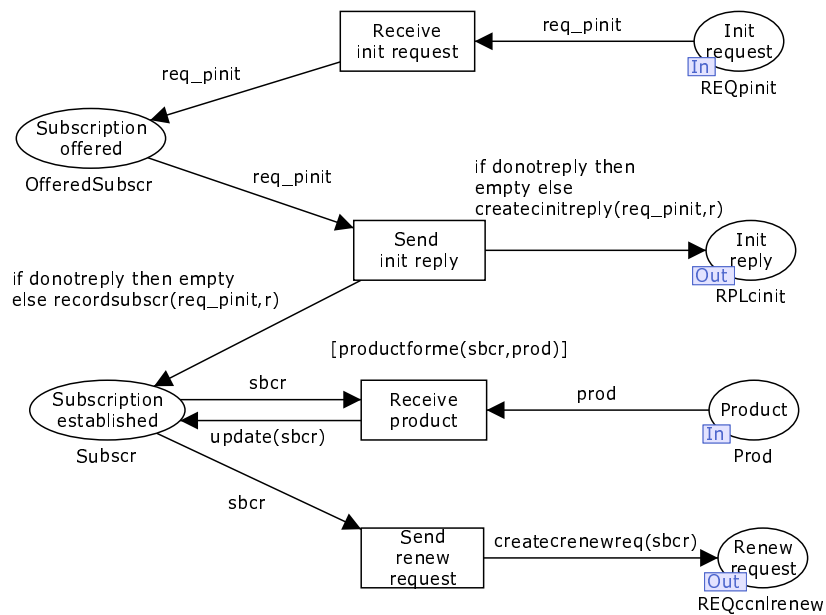 Receive
init request
req_pinit
Init
request
In
REQpinit
req_pinit
Subscription
offered
OfferedSubscr
req_pinit
if donotreply then
empty else
createcinitreply(req_pinit,r)
Send
init reply
Init
reply
Out
RPLcinit
if donotreply then empty
else recordsubscr(req_pinit,r)
[productforme(sbcr,prod)]
Subscription
established
Subscr
sbcr
update(sbcr)
Receive
product
prod
Product
In
Prod
sbcr
Send
renew
request
createcrenewreq(sbcr)
Renew
request
Out
REQccnlrenew